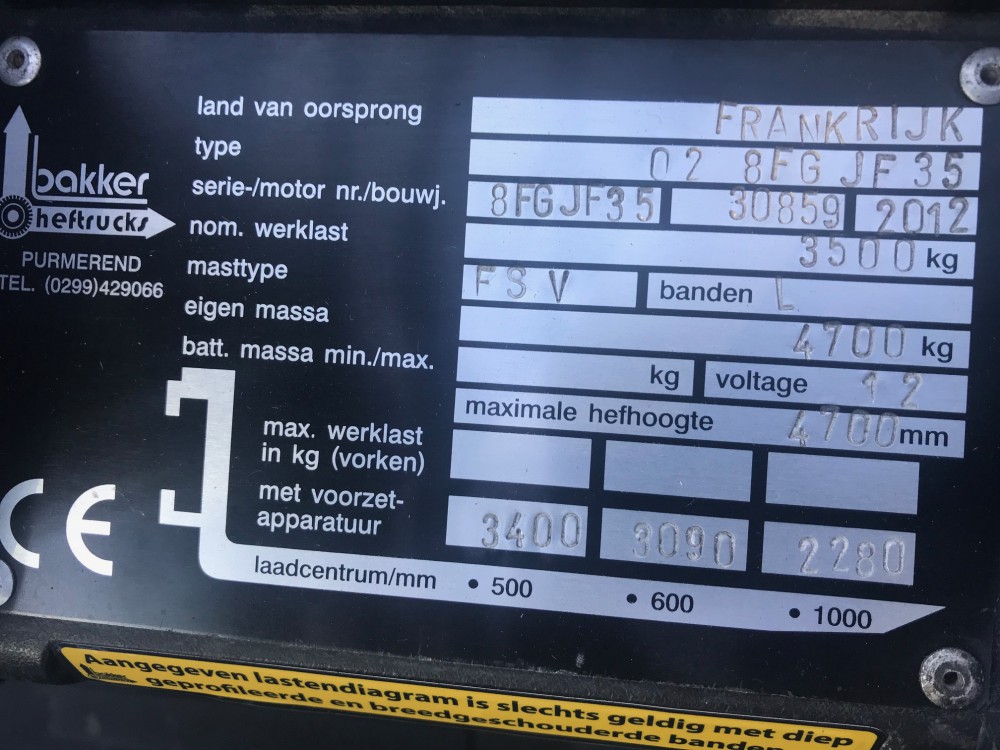 bakker
heftrucks
PURMEREND
TEL. (0299)429066
land van oorsprong FRANKRIJK
type 02 8FG JF 35
serie-/motor nr./bouwj. 8FGJF35 30859 2012
nom. werklast 3500 kg
masttype FSV banden L
eigen massa 4700 kg
batt. massa min./max. kg voltage 12
maximale hefhoogte 4700 mm
max. werklast
in kg (vorken)
met voorzet-
apparatuur 3400 3090 2280
laadcentrum/mm • 500 • 600 • 1000
CE
Aangegeven lastendiagram is slechts geldig met diep
geprofileerde en breedgeschouderde banden